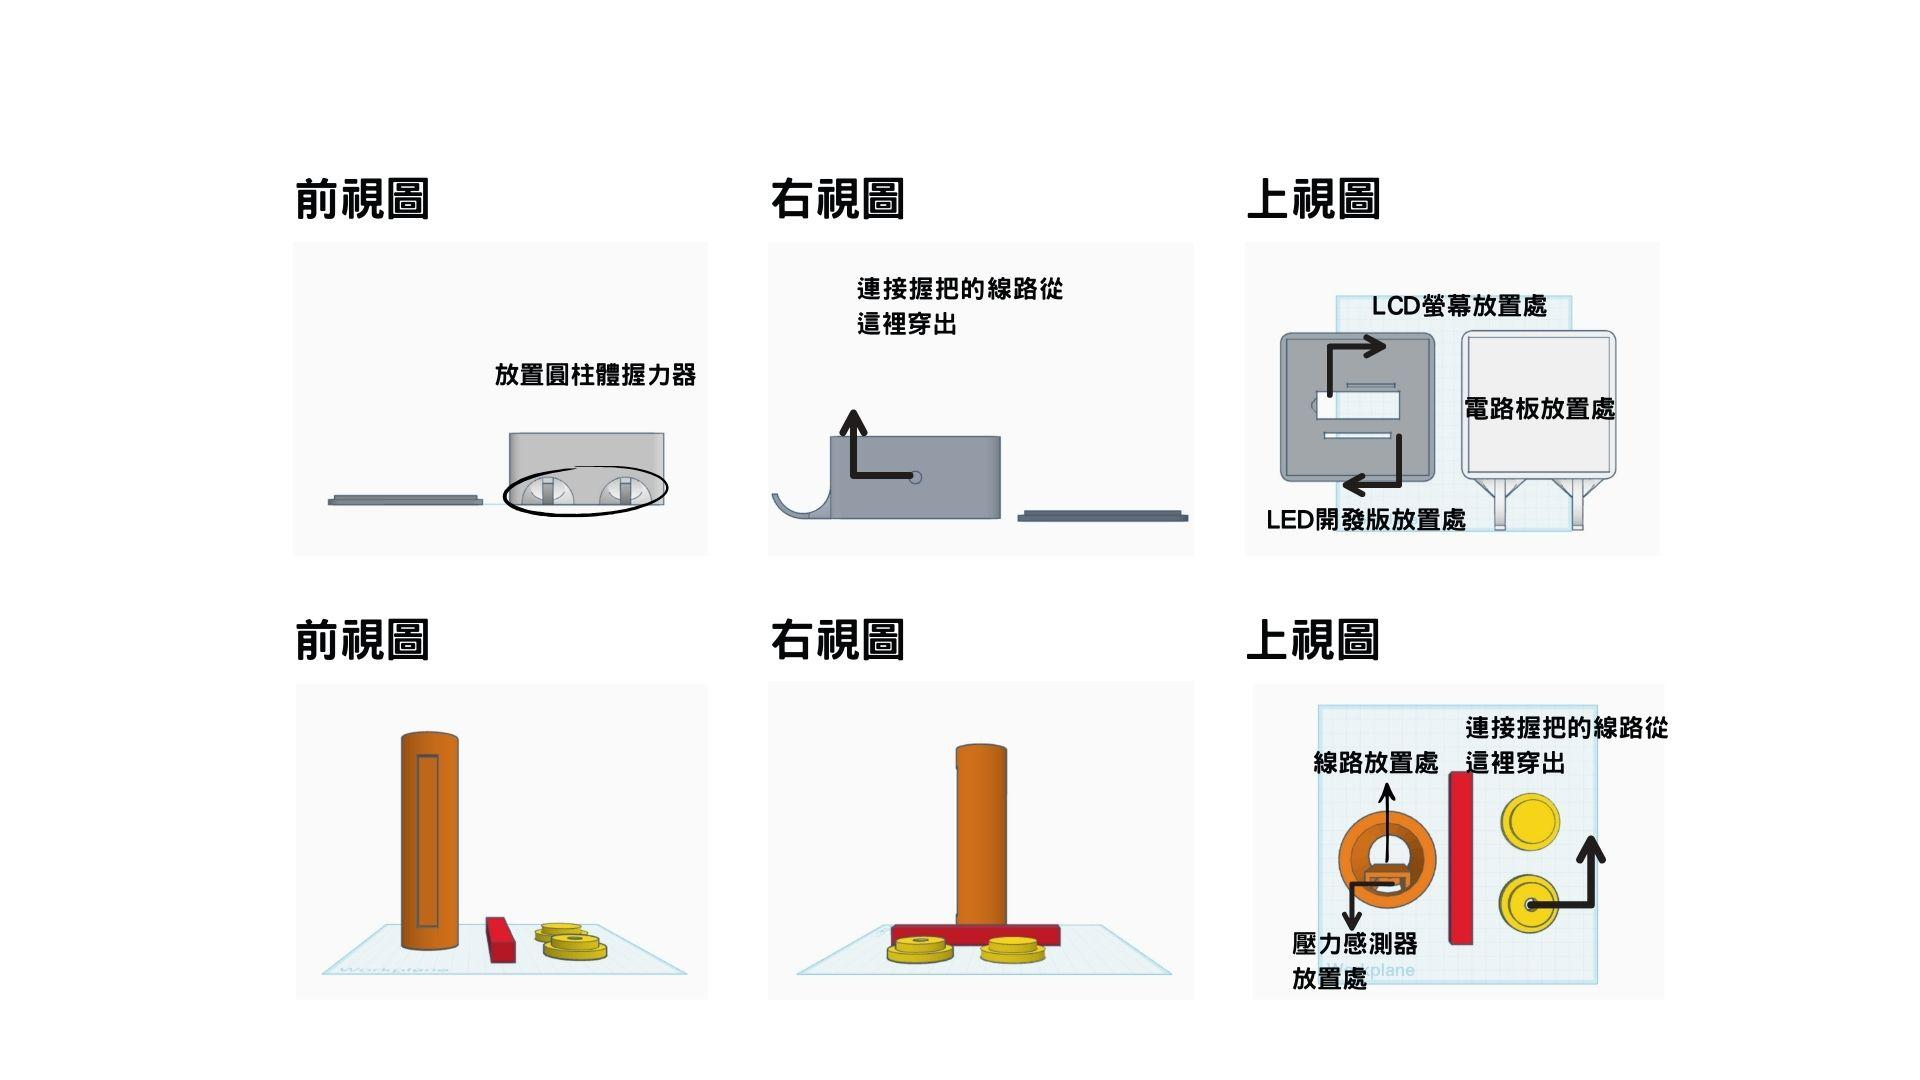 前視圖
右視圖
上視圖
放置圓柱體握力器
連接握把的線路從
這裡穿出
LCD螢幕放置處
電路板放置處
LED開發版放置處
前視圖
右視圖
上視圖
Workplane
連接握把的線路從
這裡穿出
線路放置處
壓力感測器
放置處
Workplane